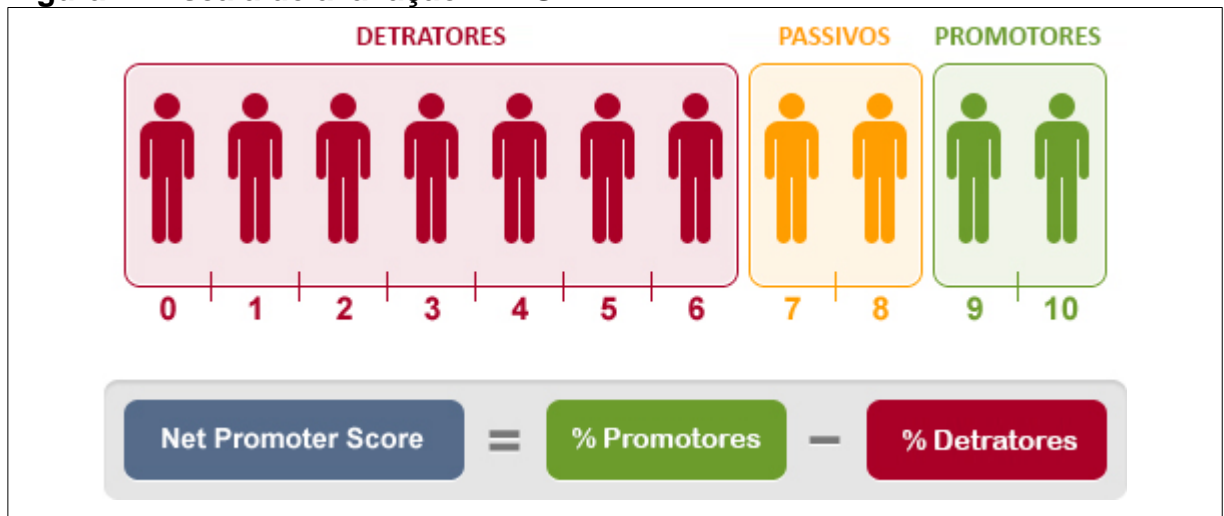 DETRATORES PASSIVOS PROMOTORES
0 1 2 3 4 5 6 7 8 9 10
Net Promoter Score = % Promotores − % Detratores